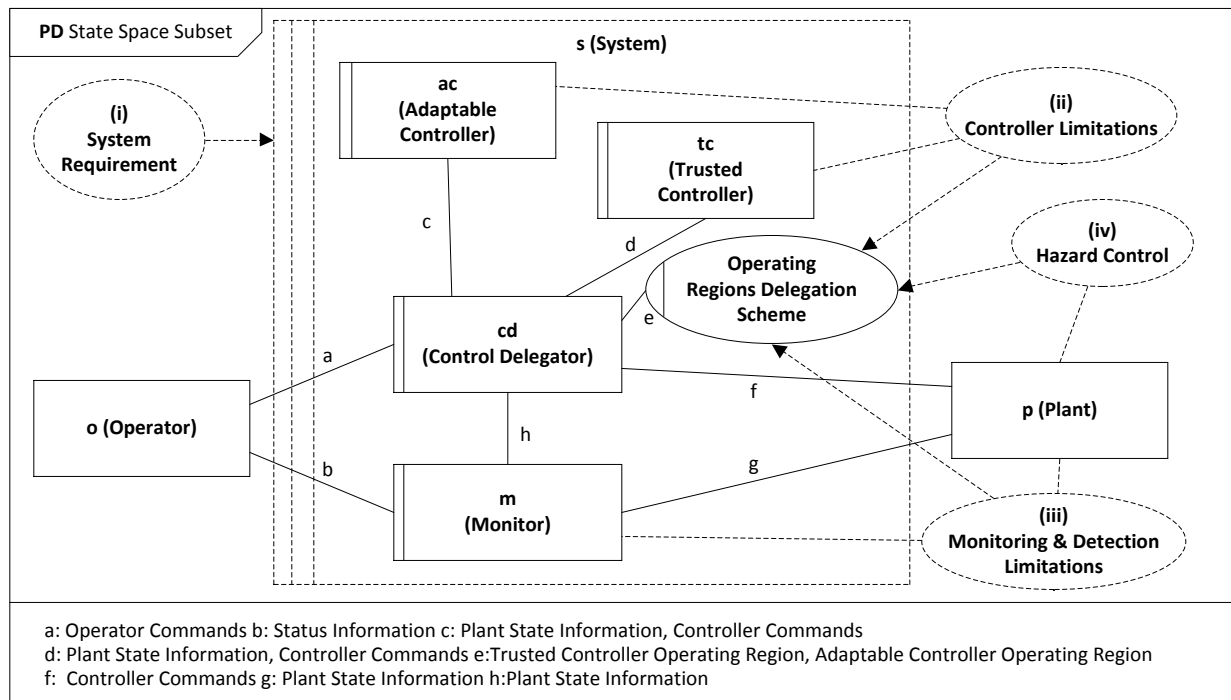 PD State Space Subset
s (System)
(i)
System
Requirement
ac
(Adaptable
Controller)
(ii)
Controller Limitations
tc
(Trusted
Controller)
c
d
(iv)
Hazard Control
Operating
Regions Delegation
Scheme
e
cd
(Control Delegator)
a
f
o (Operator)
p (Plant)
h
b
g
m
(Monitor)
(iii)
Monitoring & Detection
Limitations
a: Operator Commands b: Status Information c: Plant State Information, Controller Commands
d: Plant State Information, Controller Commands e:Trusted Controller Operating Region, Adaptable Controller Operating Region
f: Controller Commands g: Plant State Information h:Plant State Information